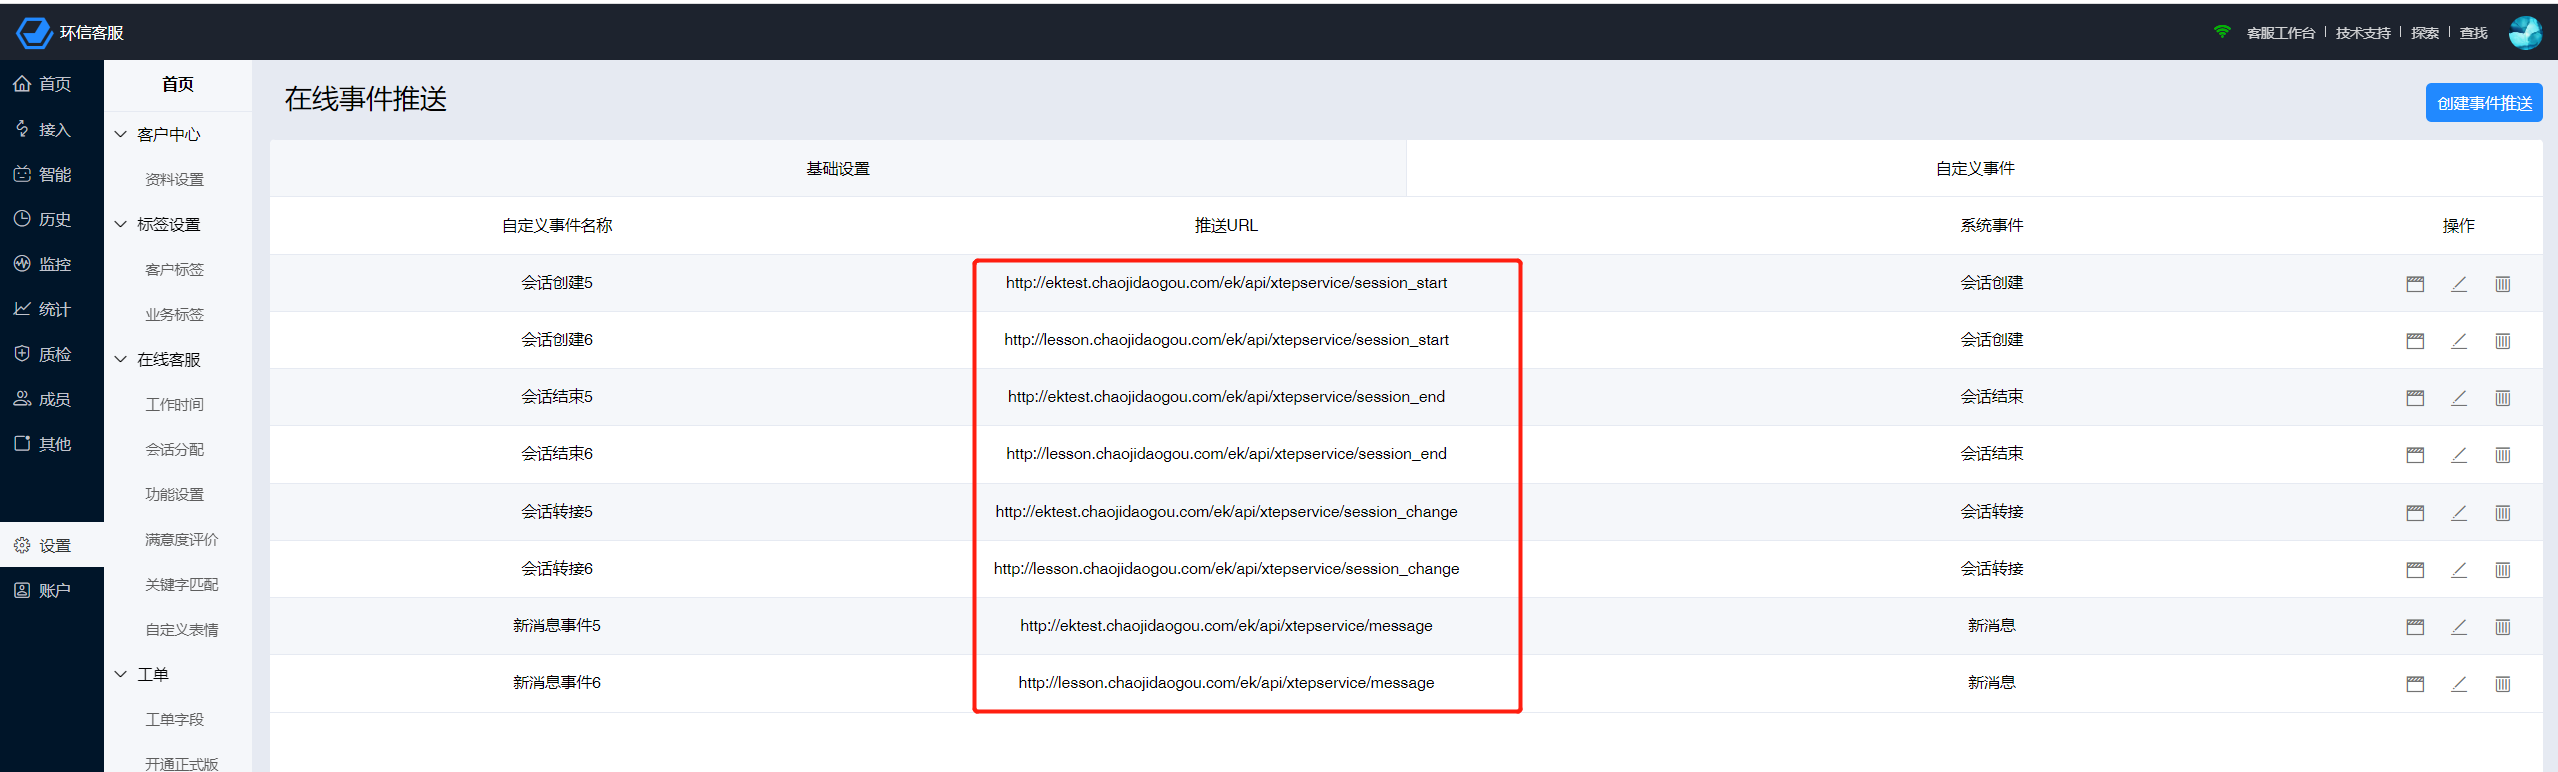 环信客服
客服工作台 | 技术支持 | 探索 | 查找
首页
接入
智能
历史
监控
统计
质检
成员
其他
设置
账户
首页
客户中心
资料设置
标签设置
客户标签
业务标签
在线客服
工作时间
会话分配
功能设置
满意度评价
关键字匹配
自定义表情
工单
工单字段
开通正式版
在线事件推送
创建事件推送
基础设置 自定义事件
自定义事件名称 推送URL 系统事件 操作
会话创建5 http://ektest.chaojidaogou.com/ek/api/xtepservice/session_start 会话创建
会话创建6 http://lesson.chaojidaogou.com/ek/api/xtepservice/session_start 会话创建
会话结束5 http://ektest.chaojidaogou.com/ek/api/xtepservice/session_end 会话结束
会话结束6 http://lesson.chaojidaogou.com/ek/api/xtepservice/session_end 会话结束
会话转接5 http://ektest.chaojidaogou.com/ek/api/xtepservice/session_change 会话转接
会话转接6 http://lesson.chaojidaogou.com/ek/api/xtepservice/session_change 会话转接
新消息事件5 http://ektest.chaojidaogou.com/ek/api/xtepservice/message 新消息
新消息事件6 http://lesson.chaojidaogou.com/ek/api/xtepservice/message 新消息